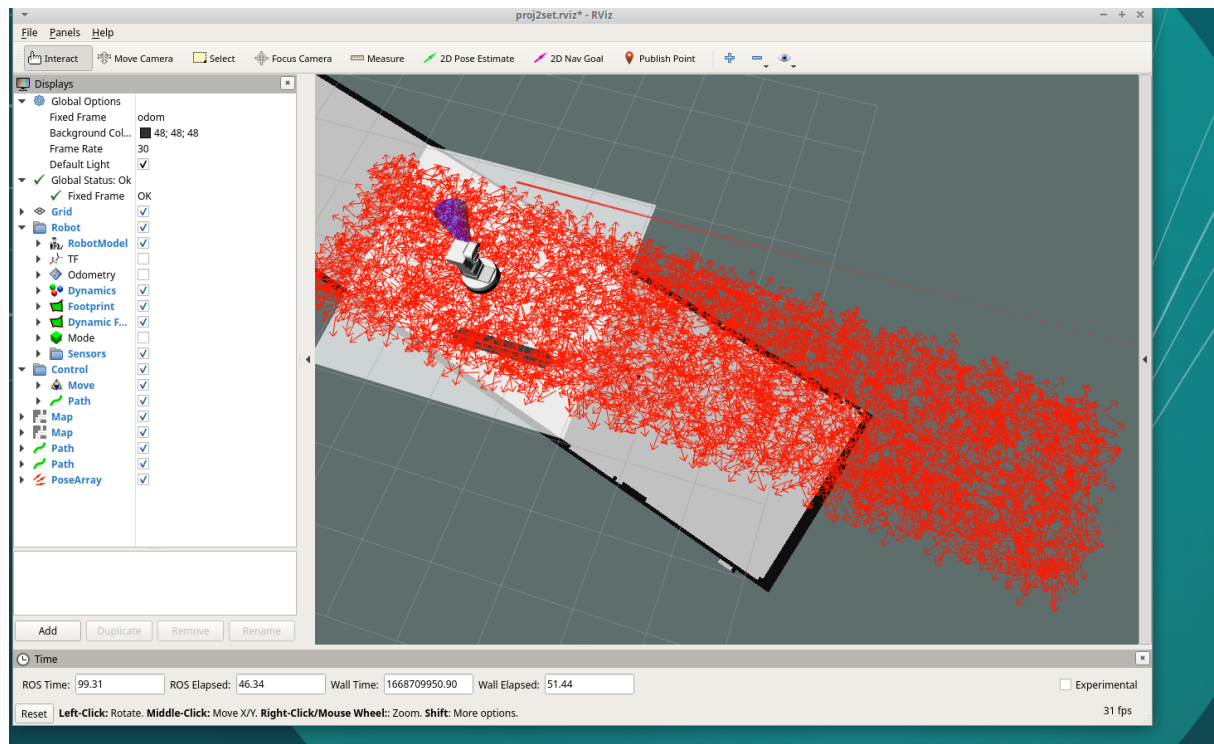 proj2set.rviz* - RViz
File Panels Help
Interact Move Camera Select Focus Camera Measure 2D Pose Estimate 2D Nav Goal Publish Point
Displays
Global Options
Fixed Frame odom
Background Col... 48; 48; 48
Frame Rate 30
Default Light
Global Status: Ok
Fixed Frame OK
Grid
Robot
RobotModel
TF
Odometry
Dynamics
Footprint
Dynamic F...
Mode
Sensors
Control
Move
Path
Map
Map
Path
Path
PoseArray
Add Duplicate Remove Rename
Time
ROS Time: 99.31 ROS Elapsed: 46.34 Wall Time: 1668709950.90 Wall Elapsed: 51.44 Experimental
Reset Left-Click: Rotate. Middle-Click: Move X/Y. Right-Click/Mouse Wheel:: Zoom. Shift: More options. 31 fps